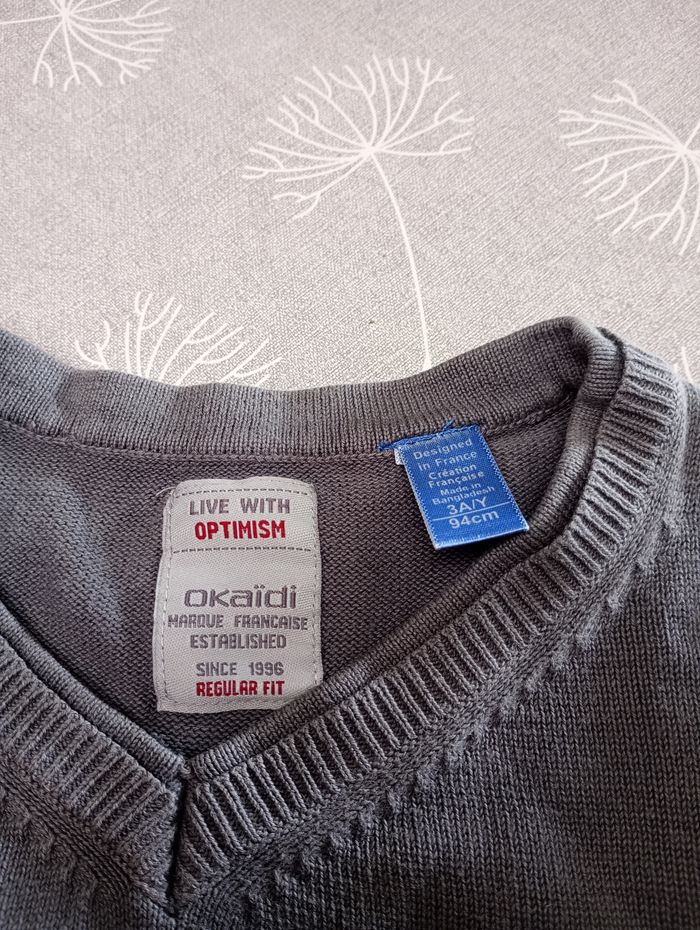 LIVE WITH
OPTIMISM
okaïdi
MARQUE FRANCAISE
ESTABLISHED
SINCE 1996
REGULAR FIT
Designed
in France
Création
Française
Made in
Bangladesh
3A/Y
94cm